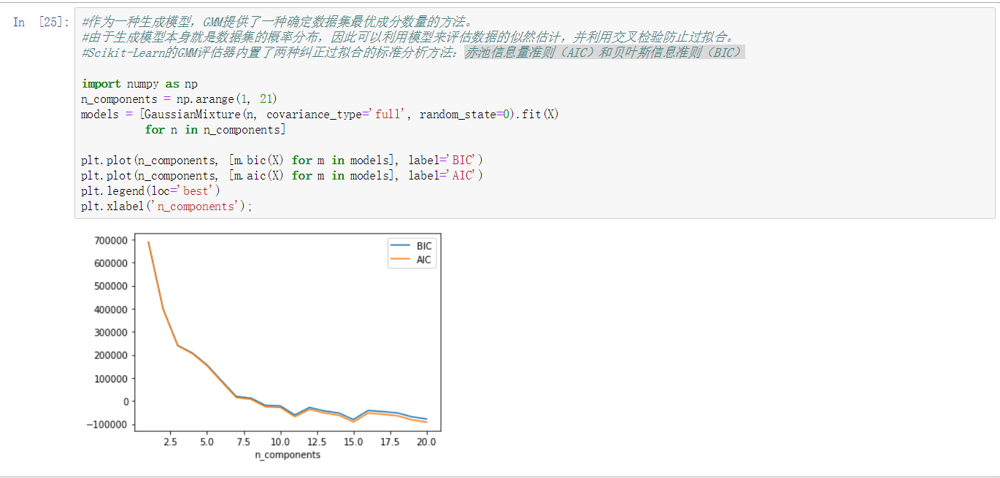 In [25]:
#作为一种生成模型，GMM提供了一种确定数据集最优成分数量的方法。
#由于生成模型本身就是数据集的概率分布，因此可以利用模型来评估数据的似然估计，并利用交叉检验防止过拟合。
#Scikit-Learn的GMM评估器内置了两种纠正过拟合的标准分析方法：赤池信息量准则（AIC）和贝叶斯信息准则（BIC）
import numpy as np
n_components = np.arange(1, 21)
models = [GaussianMixture(n, covariance_type='full', random_state=0).fit(X)
for n in n_components]
plt.plot(n_components, [m.bic(X) for m in models], label='BIC')
plt.plot(n_components, [m.aic(X) for m in models], label='AIC')
plt.legend(loc='best')
plt.xlabel('n_components');
700000
600000
500000
400000
300000
200000
100000
0
−100000
BIC
AIC
2.5 5.0 7.5 10.0 12.5 15.0 17.5 20.0
n_components